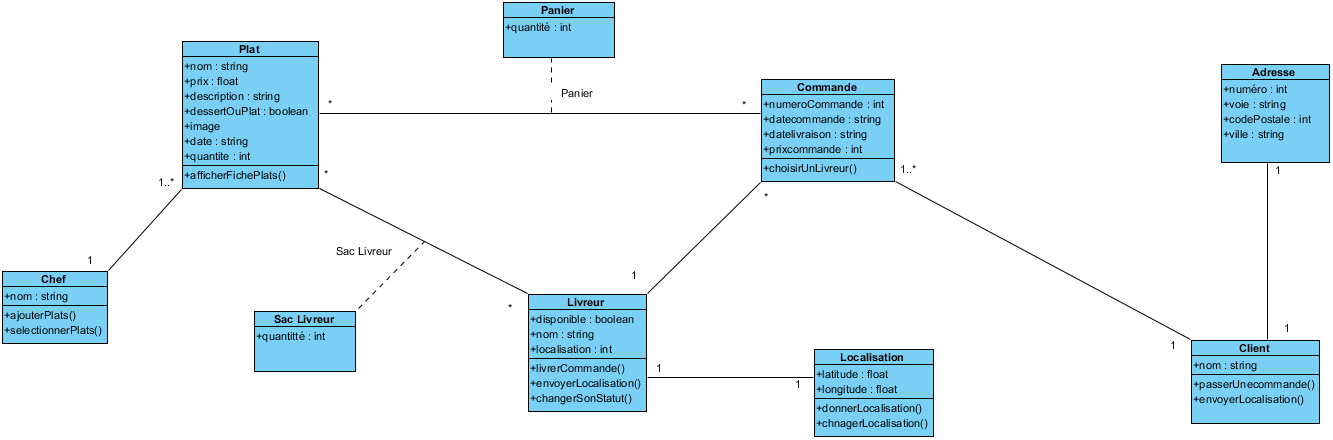 Panier
+quantité : int
Plat
+nom : string
+prix : float
+description : string
+dessertOuPlat : boolean
+image
+date : string
+quantite : int
+afficherFichePlats()
Panier
*
*
Commande
+numeroCommande : int
+datecommande : string
+datelivraison : string
+prixcommande : int
+choisirUnLivreur()
Adresse
+numéro : int
+voie : string
+codePostale : int
+ville : string
1..*
*
1..*
*
1
1
Sac Livreur
1
1
Chef
+nom : string
+ajouterPlats()
+selectionnerPlats()
Sac Livreur
+quantitté : int
*
Livreur
+disponible : boolean
+nom : string
+localisation : int
+livrerCommande()
+envoyerLocalisation()
+changerSonStatut()
1
1
Localisation
+latitude : float
+longitude : float
+donnerLocalisation()
+chnagerLocalisation()
1
1
Client
+nom : string
+passerUnecommande()
+envoyerLocalisation()